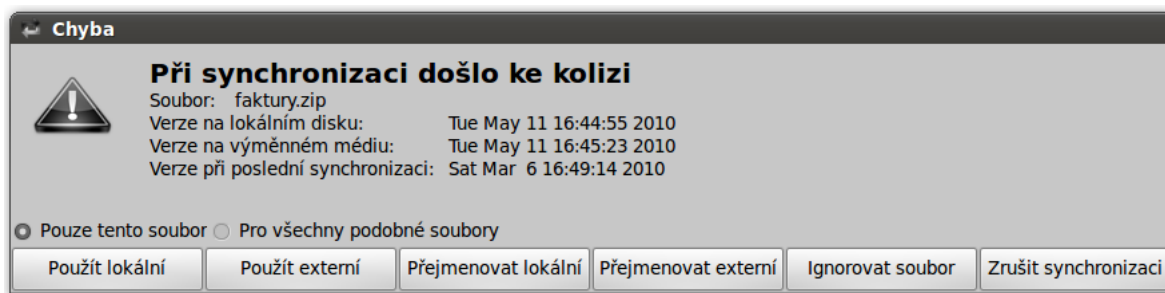 Chyba
Při synchronizaci došlo ke kolizi
Soubor: faktury.zip
Verze na lokálním disku: Tue May 11 16:44:55 2010
Verze na výměnném médiu: Tue May 11 16:45:23 2010
Verze při poslední synchronizaci: Sat Mar 6 16:49:14 2010
Pouze tento soubor Pro všechny podobné soubory
Použít lokální Použít externí Přejmenovat lokální Přejmenovat externí Ignorovat soubor Zrušit synchronizaci